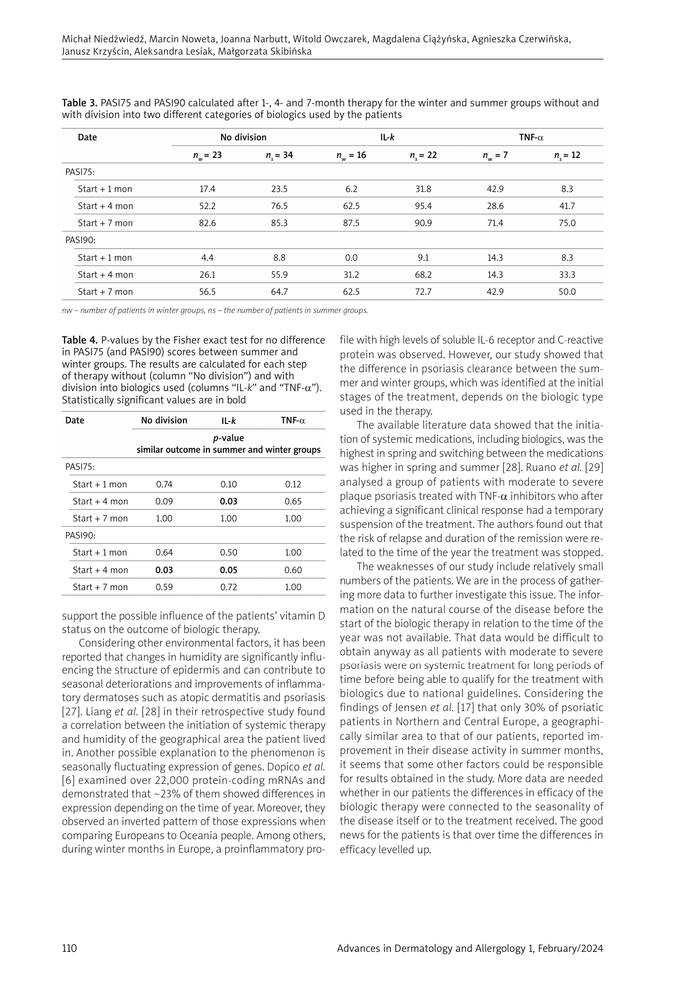 Michał Niedźwiedź, Marcin Noweta, Joanna Narbutt, Witold Owczarek, Magdalena Ciążyńska, Agnieszka Czerwińska,
Janusz Krzyścin, Aleksandra Lesiak, Małgorzata Skibińska
Table 3. PASI75 and PASI90 calculated after 1-, 4- and 7-month therapy for the winter and summer groups without and
with division into two different categories of biologics used by the patients
Date No division IL-k TNF-α
nw = 23 ns = 34 nw = 16 ns = 22 nw = 7 ns = 12
PASI75:
Start + 1 mon 17.4 23.5 6.2 31.8 42.9 8.3
Start + 4 mon 52.2 76.5 62.5 95.4 28.6 41.7
Start + 7 mon 82.6 85.3 87.5 90.9 71.4 75.0
PASI90:
Start + 1 mon 4.4 8.8 0.0 9.1 14.3 8.3
Start + 4 mon 26.1 55.9 31.2 68.2 14.3 33.3
Start + 7 mon 56.5 64.7 62.5 72.7 42.9 50.0
nw – number of patients in winter groups, ns – the number of patients in summer groups.
Table 4. P-values by the Fisher exact test for no difference
in PASI75 (and PASI90) scores between summer and
winter groups. The results are calculated for each step
of therapy without (column “No division”) and with
division into biologics used (columns “IL-k” and “TNF-α”).
Statistically significant values are in bold
Date No division IL-k TNF-α
p-value
similar outcome in summer and winter groups
PASI75:
Start + 1 mon 0.74 0.10 0.12
Start + 4 mon 0.09 0.03 0.65
Start + 7 mon 1.00 1.00 1.00
PASI90:
Start + 1 mon 0.64 0.50 1.00
Start + 4 mon 0.03 0.05 0.60
Start + 7 mon 0.59 0.72 1.00
support the possible influence of the patients’ vitamin D
status on the outcome of biologic therapy.
Considering other environmental factors, it has been
reported that changes in humidity are significantly influ-
encing the structure of epidermis and can contribute to
seasonal deteriorations and improvements of inflamma-
tory dermatoses such as atopic dermatitis and psoriasis
[27]. Liang et al. [28] in their retrospective study found
a correlation between the initiation of systemic therapy
and humidity of the geographical area the patient lived
in. Another possible explanation to the phenomenon is
seasonally fluctuating expression of genes. Dopico et al.
[6] examined over 22,000 protein-coding mRNAs and
demonstrated that ~23% of them showed differences in
expression depending on the time of year. Moreover, they
observed an inverted pattern of those expressions when
comparing Europeans to Oceania people. Among others,
during winter months in Europe, a proinflammatory pro-
file with high levels of soluble IL-6 receptor and C-reactive
protein was observed. However, our study showed that
the difference in psoriasis clearance between the sum-
mer and winter groups, which was identified at the initial
stages of the treatment, depends on the biologic type
used in the therapy.
The available literature data showed that the initia-
tion of systemic medications, including biologics, was the
highest in spring and switching between the medications
was higher in spring and summer [28]. Ruano et al. [29]
analysed a group of patients with moderate to severe
plaque psoriasis treated with TNF-α inhibitors who after
achieving a significant clinical response had a temporary
suspension of the treatment. The authors found out that
the risk of relapse and duration of the remission were re-
lated to the time of the year the treatment was stopped.
The weaknesses of our study include relatively small
numbers of the patients. We are in the process of gather-
ing more data to further investigate this issue. The infor-
mation on the natural course of the disease before the
start of the biologic therapy in relation to the time of the
year was not available. That data would be difficult to
obtain anyway as all patients with moderate to severe
psoriasis were on systemic treatment for long periods of
time before being able to qualify for the treatment with
biologics due to national guidelines. Considering the
findings of Jensen et al. [17] that only 30% of psoriatic
patients in Northern and Central Europe, a geographi-
cally similar area to that of our patients, reported im-
provement in their disease activity in summer months,
it seems that some other factors could be responsible
for results obtained in the study. More data are needed
whether in our patients the differences in efficacy of the
biologic therapy were connected to the seasonality of
the disease itself or to the treatment received. The good
news for the patients is that over time the differences in
efficacy levelled up.
110
Advances in Dermatology and Allergology 1, February/2024